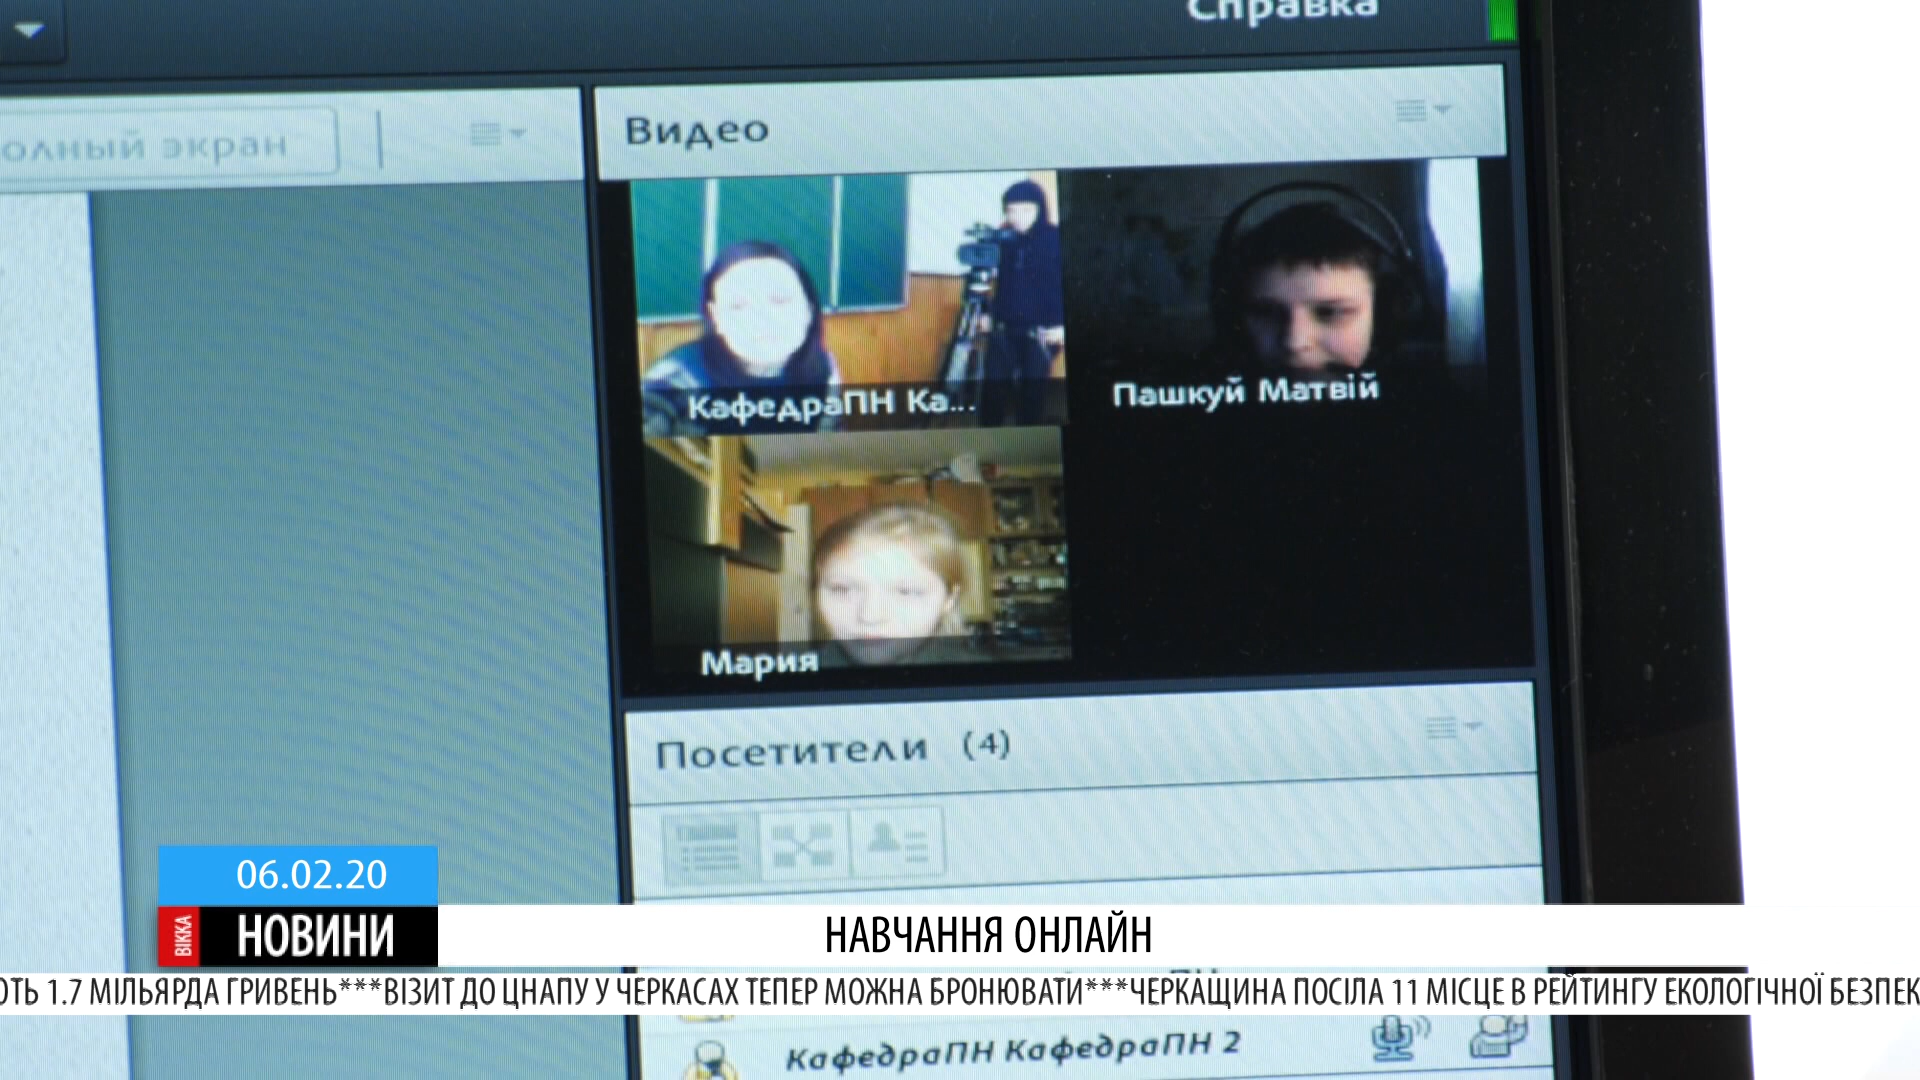 Справка
олный экран
Видео
КафедраПН Ка...
Пашкуй Матвій
Мария
Посетители (4)
06.02.20
ВІККА
НОВИНИ
НАВЧАННЯ ОНЛАЙН
ОТЬ 1.7 МІЛЬЯРДА ГРИВЕНЬ***ВІЗИТ ДО ЦНАПУ У ЧЕРКАСАХ ТЕПЕР МОЖНА БРОНЮВАТИ***ЧЕРКАЩИНА ПОСІЛА 11 МІСЦЕ В РЕЙТИНГУ ЕКОЛОГІЧНОЇ БЕЗПЕК
КафедраПН КафедраПН 2